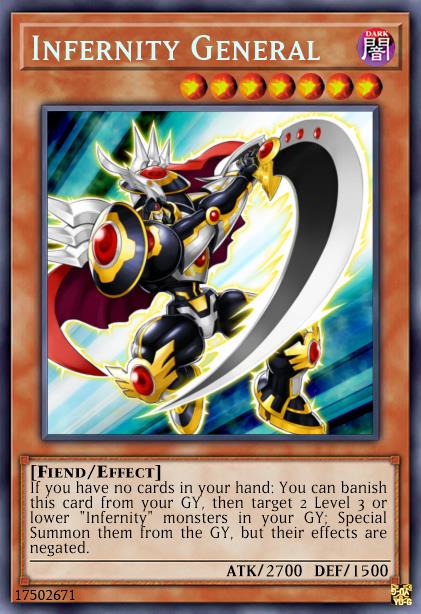 INFERNITY GENERAL
DARK
闇
[FIEND/EFFECT]
If you have no cards in your hand: You can banish
this card from your GY, then target 2 Level 3 or
lower "Infernity" monsters in your GY; Special
Summon them from the GY, but their effects are
negated.
ATK/2700 DEF/1500
17502671